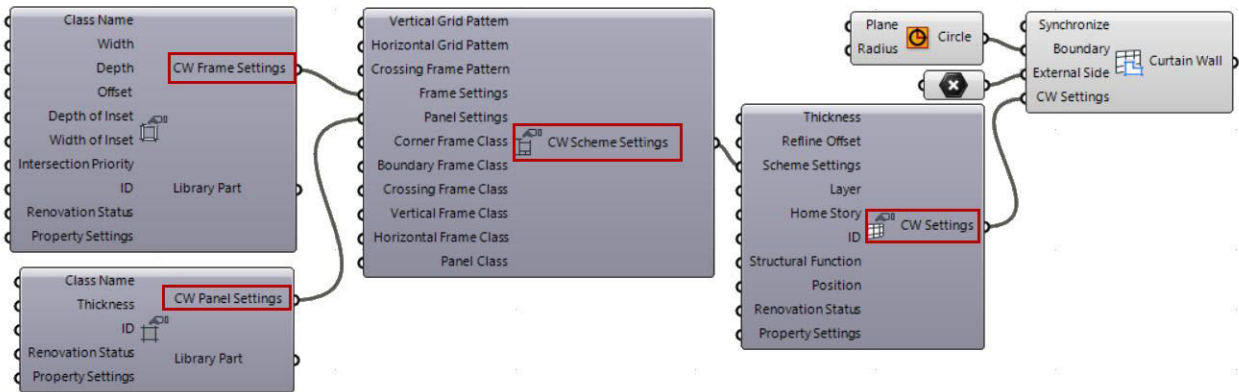 Class Name
Width
Depth
Offset
Depth of Inset
Width of Inset
Intersection Priority
ID
Renovation Status
Property Settings
CW Frame Settings
Library Part
Class Name
Thickness
ID
Renovation Status
Property Settings
CW Panel Settings
Library Part
Vertical Grid Pattern
Horizontal Grid Pattern
Crossing Frame Pattern
Frame Settings
Panel Settings
Corner Frame Class
Boundary Frame Class
Crossing Frame Class
Vertical Frame Class
Horizontal Frame Class
Panel Class
CW Scheme Settings
Thickness
Refline Offset
Scheme Settings
Layer
Home Story
ID
Structural Function
Position
Renovation Status
Property Settings
CW Settings
Plane
Radius
Circle
Synchronize
Boundary
External Side
CW Settings
Curtain Wall